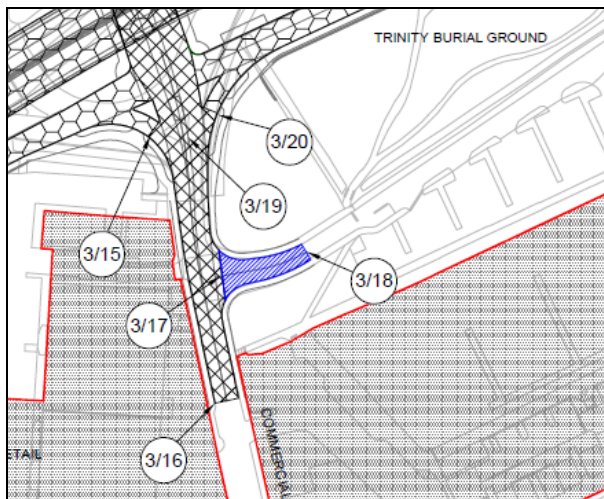 TRINITY BURIAL GROUND
3/20
3/19
3/15
3/18
3/17
3/16
COMMERCIAL
ETAIL